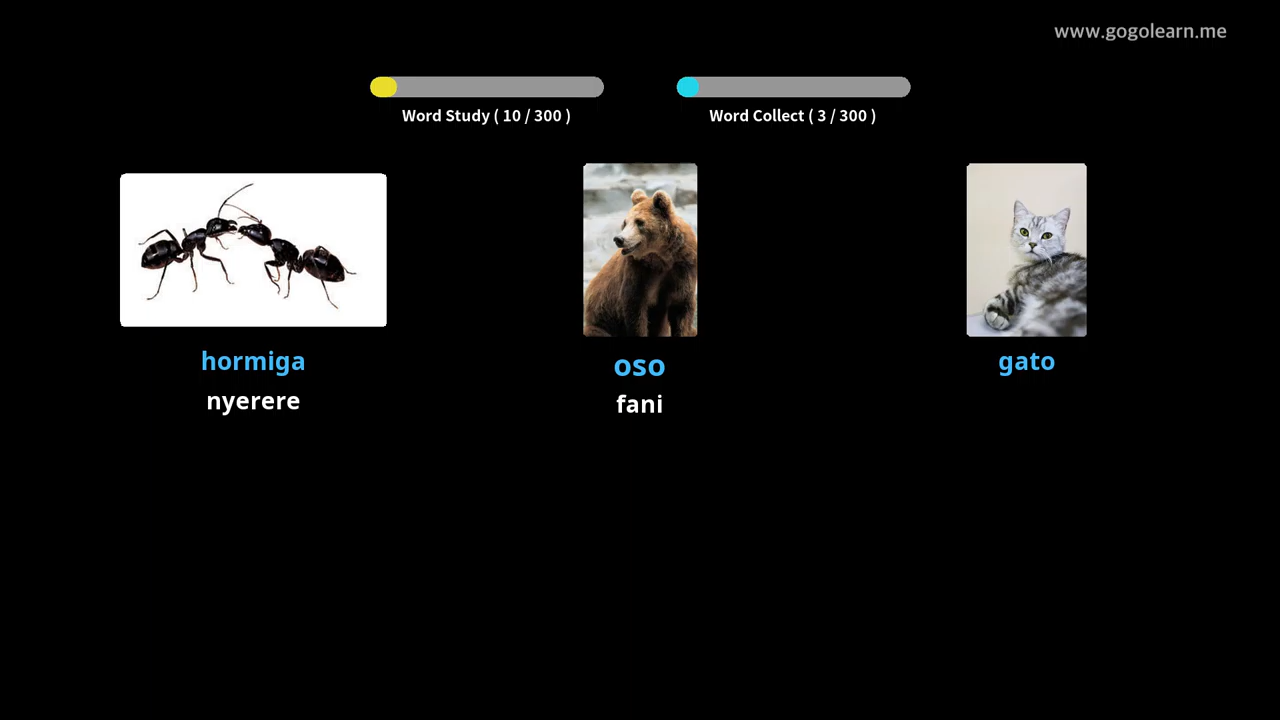 www.gogolearn.me
Word Study ( 10 / 300 )
Word Collect ( 3 / 300 )
hormiga
nyerere
oso
fani
gato